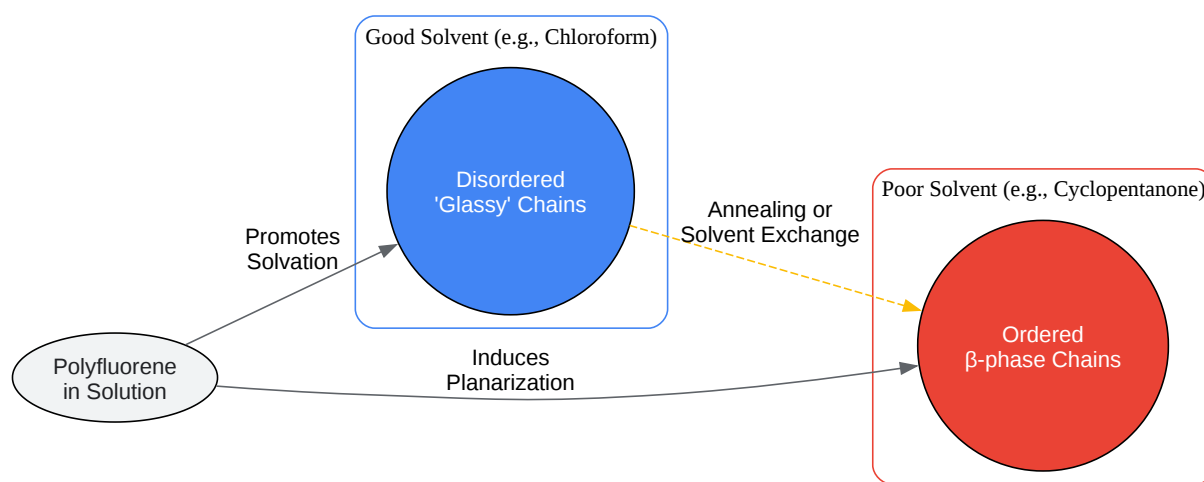 Good Solvent (e.g., Chloroform)
Disordered
'Glassy' Chains
Poor Solvent (e.g., Cyclopentanone)
Annealing or
Solvent Exchange
Promotes
Solvation
Ordered
β-phase Chains
Induces
Planarization
Polyfluorene
in Solution